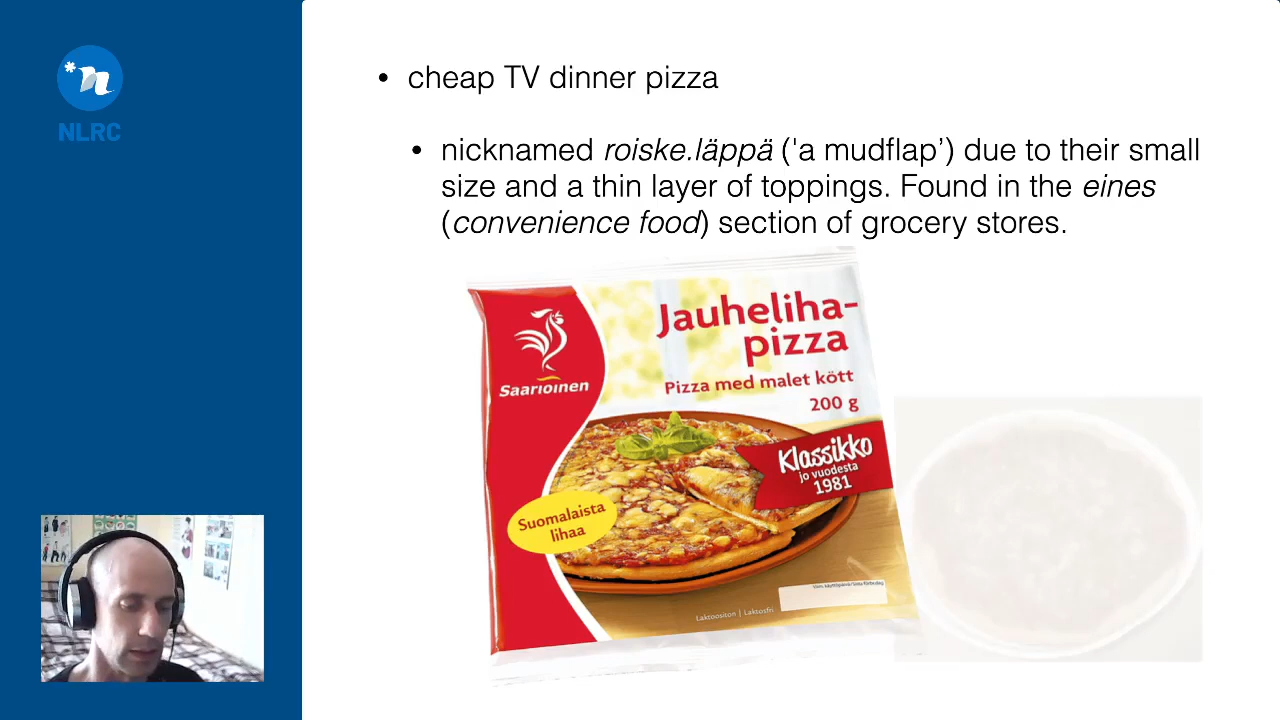 NLRC
• cheap TV dinner pizza
• nicknamed roiske.läppä ('a mudflap’) due to their small
size and a thin layer of toppings. Found in the eines
(convenience food) section of grocery stores.
Saarioinen
Jauheliha-
pizza
Pizza med malet kött
200 g
Klassikko
jo vuodesta
1981
Suomalaista
lihaa
Laktoositon | Laktosfri